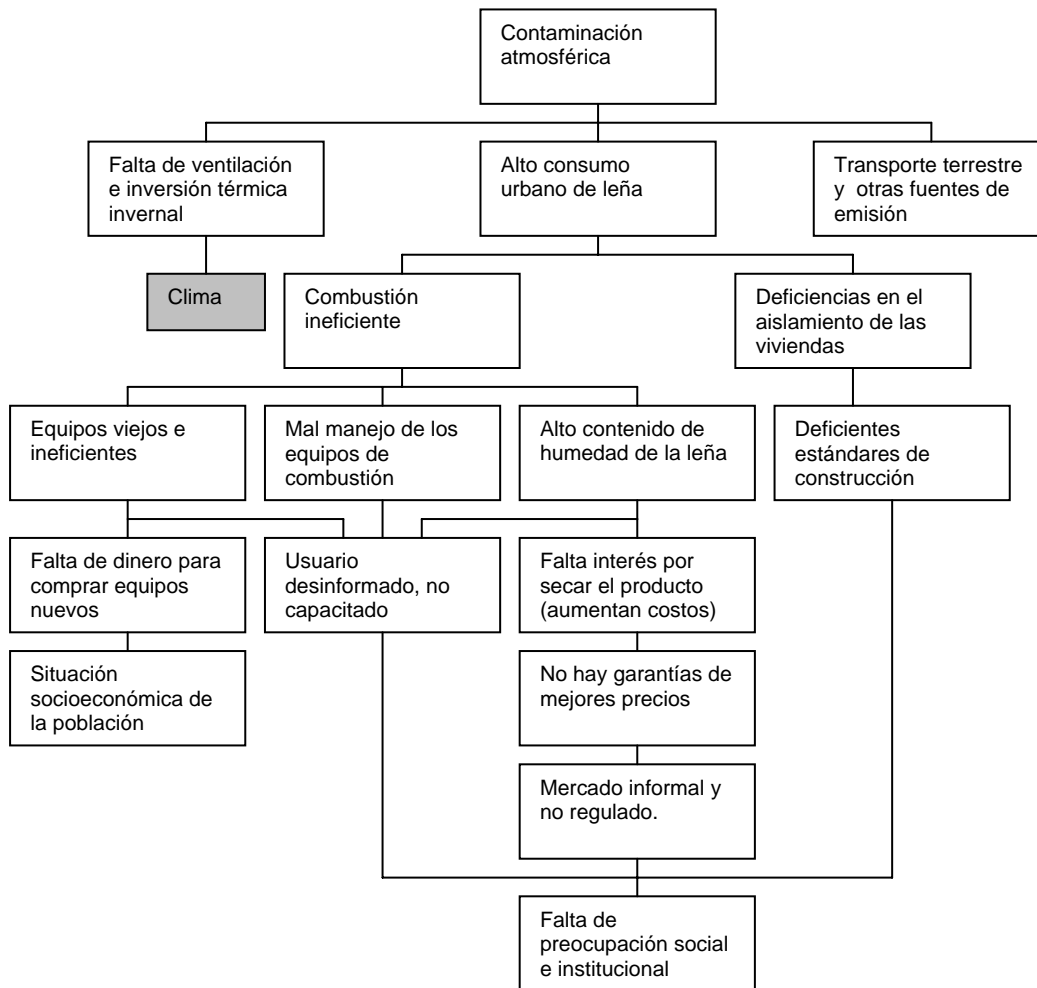 Contaminación
atmosférica
Falta de ventilación
e inversión térmica
invernal
Alto consumo
urbano de leña
Transporte terrestre
y otras fuentes de
emisión
Clima
Combustión
ineficiente
Deficiencias en el
aislamiento de las
viviendas
Equipos viejos e
ineficientes
Mal manejo de los
equipos de
combustión
Alto contenido de
humedad de la leña
Deficientes
estándares de
construcción
Falta de dinero para
comprar equipos
nuevos
Usuario
desinformado, no
capacitado
Falta interés por
secar el producto
(aumentan costos)
Situación
socioeconómica de
la población
No hay garantías de
mejores precios
Mercado informal y
no regulado.
Falta de
preocupación social
e institucional